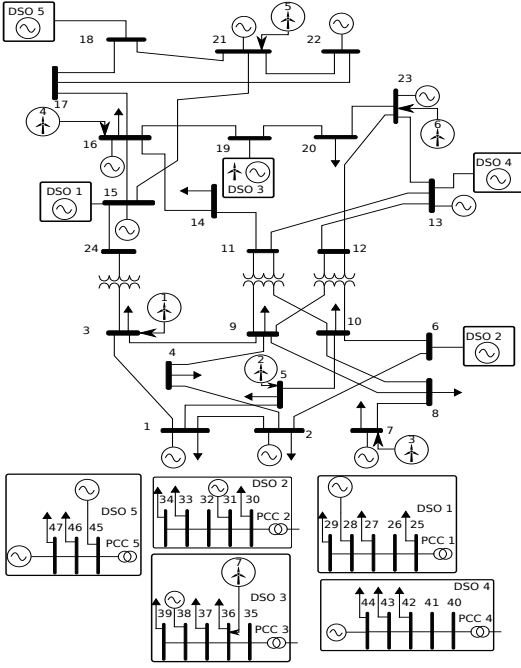 DSO 5
5
18
21
22
17
23
4
6
16
19
20
DSO 3
DSO 4
DSO 1
15
14
13
24
11
12
1
3
9
10
6
DSO 2
4
2
5
8
1
2
7
3
DSO 5
47 46 45
PCC 5
DSO 2
34 33 32 31 30
PCC 2
DSO 1
29 28 27 26 25
PCC 1
7
DSO 3
39 38 37 36 35
PCC 3
DSO 4
44 43 42 41 40
PCC 4